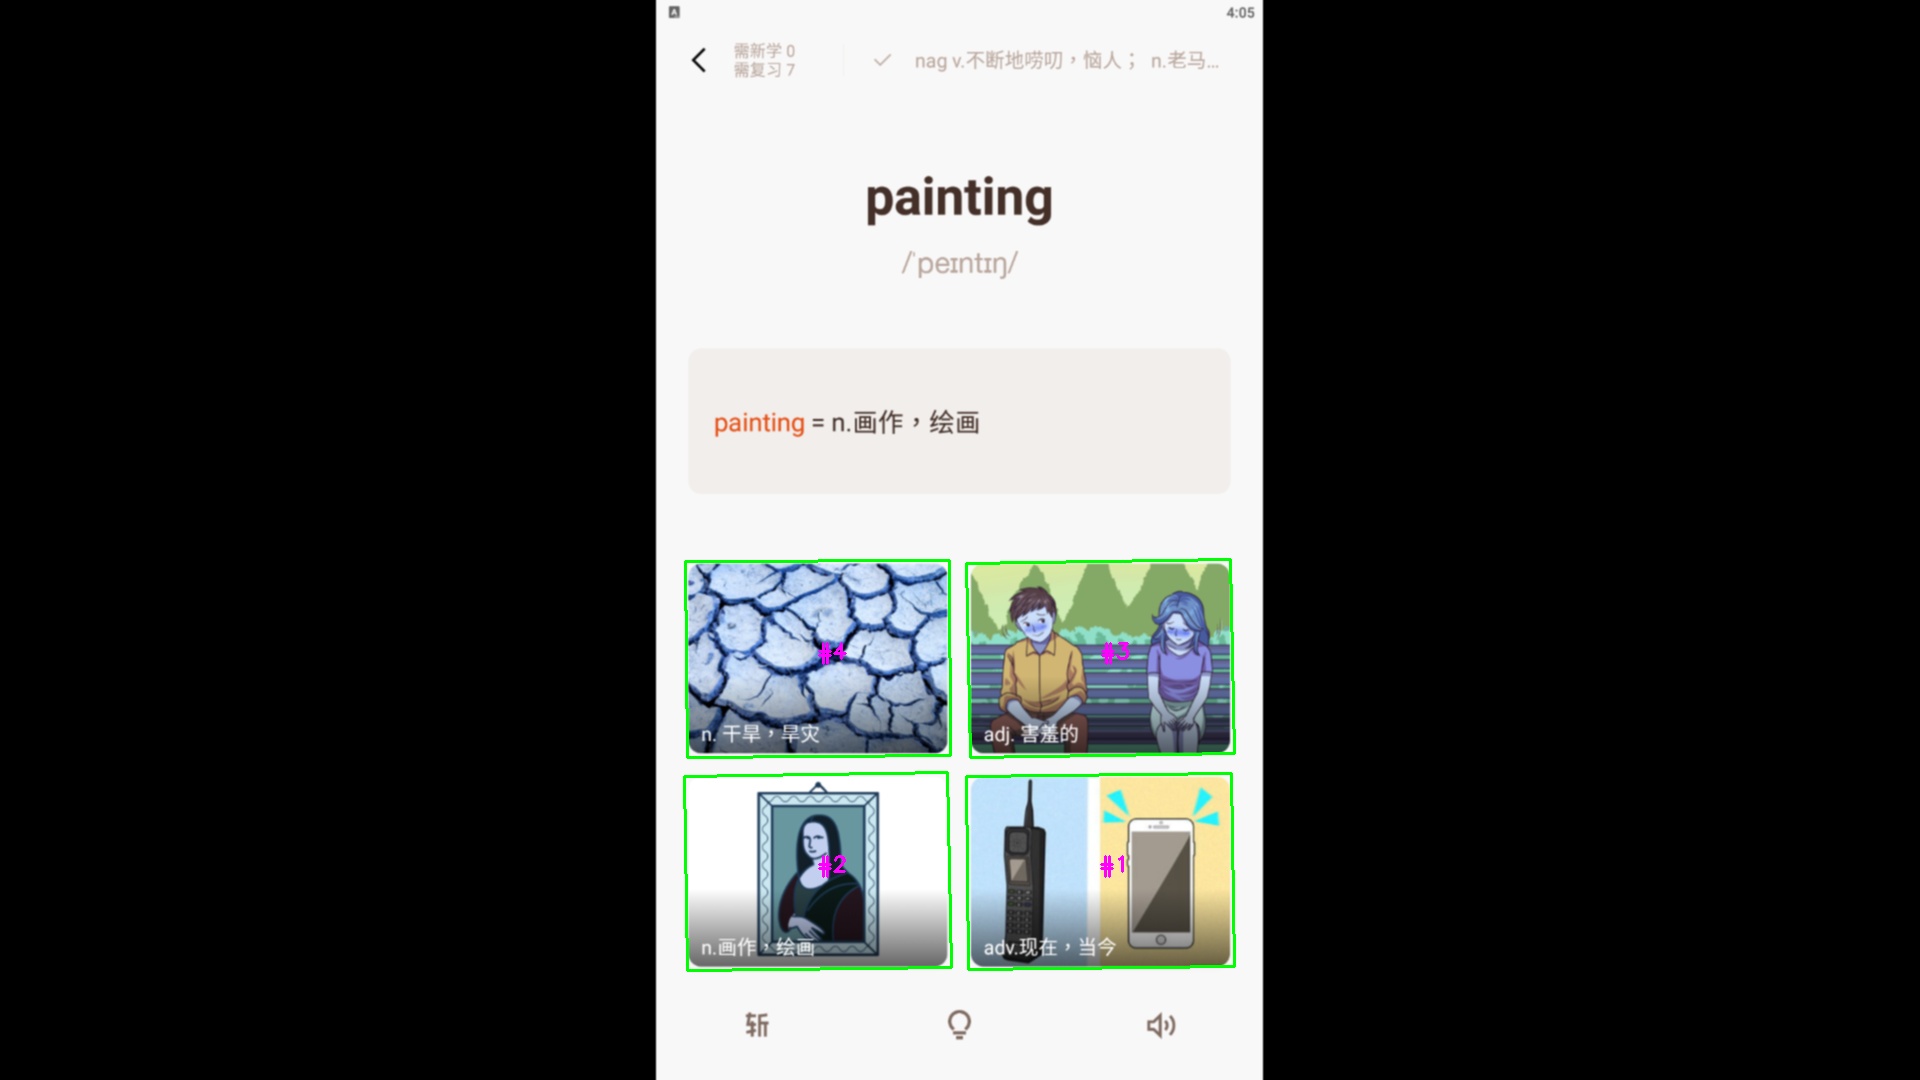 A
4:05
需新学 0
需复习 7
nag v.不断地唠叨，恼人； n.老马...
painting
/ˈpeɪntɪŋ/
painting = n.画作，绘画
#4
#3
n. 干旱，旱灾
adj. 害羞的
#2
#1
n.画作，绘画
adv.现在，当今
斩